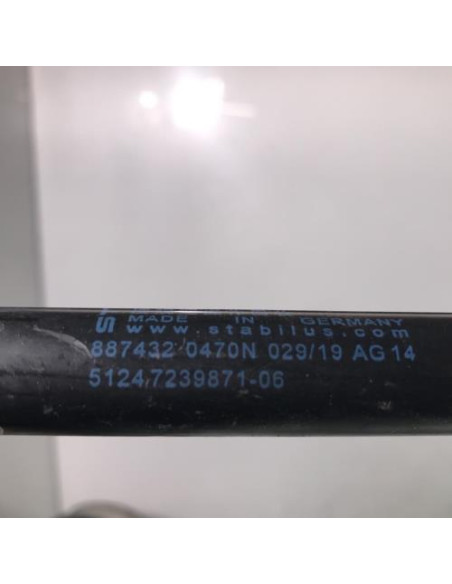 MADE IN GERMANY
www.stabilus.com
887432 0470N 029/19 AG 14
51247239871-06